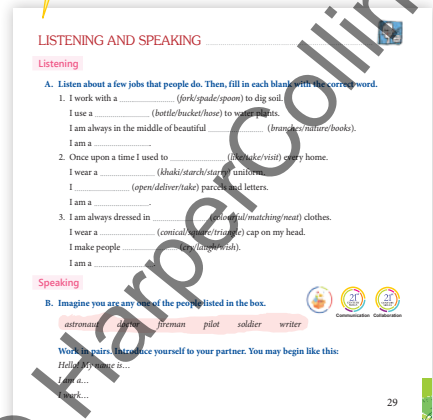 LISTENING AND SPEAKING
Listening
A. Listen about a few jobs that people do. Then, fill in each blank with the correct word.
1. I work with a ........................ (fork/spade/spoon) to dig soil.
I use a ........................ (bottle/bucket/hose) to water plants.
I am always in the middle of beautiful ........................ (branches/nature/books).
I am a ........................ .
2. Once upon a time I used to ........................ (like/take/visit) every home.
I wear a ........................ (khaki/starch/starry) uniform.
I ........................ (open/deliver/take) parcels and letters.
I am a ........................ .
3. I am always dressed in ........................ (colourful/matching/neat) clothes.
I wear a ........................ (conical/square/triangle) cap on my head.
I make people ........................ (cry/laugh/wish).
I am a ........................ .
Speaking
B. Imagine you are any one of the people listed in the box.
21st 21st
Communication Collaboration
astronaut doctor fireman pilot soldier writer
Work in pairs. Introduce yourself to your partner. You may begin like this:
Hello! My name is…
I am a…
I work…
29
© HarperCollin